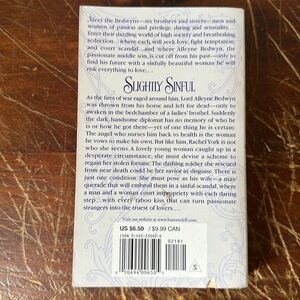 Meet the Bedwyns—six brothers and sisters—men and
women of passion and privilege, daring and sensuality.
Enter their dazzling world of high society and breathtaking
seduction... where each will seek love, fight temptation,
and court scandal...and where Alleyne Bedwyn, the
passionate middle son, is cut off from his past—only to
find his future with a sinfully beautiful woman he will
risk everything to love....
SLIGHTLY SINFUL
As the fires of war raged around him, Lord Alleyne Bedwyn
was thrown from his horse and left for dead—only to
awaken in the bedchamber of a ladies' brothel. Suddenly
the dark, handsome diplomat has no memory of who he
is or how he got there—yet of one thing he is certain:
The angel who nurses him back to health is the woman
he vows to make his own. But like him, Rachel York is not
who she seems. A lovely young woman caught up in a
desperate circumstance, she must devise a scheme to
regain her stolen fortune. The dashing soldier she rescued
from near death could be her savior in disguise. There
is just one condition: She must pose as his wife—a mas-
querade that will embroil them in a sinful scandal, where
a man and a woman court impropriety with each daring
step...with every taboo kiss that can turn passionate
strangers into the truest of lovers....
Visit our website at www.bantamdell.com
US $6.50 / $9.99 CAN
ISBN 0-440-23660-X
02181
S